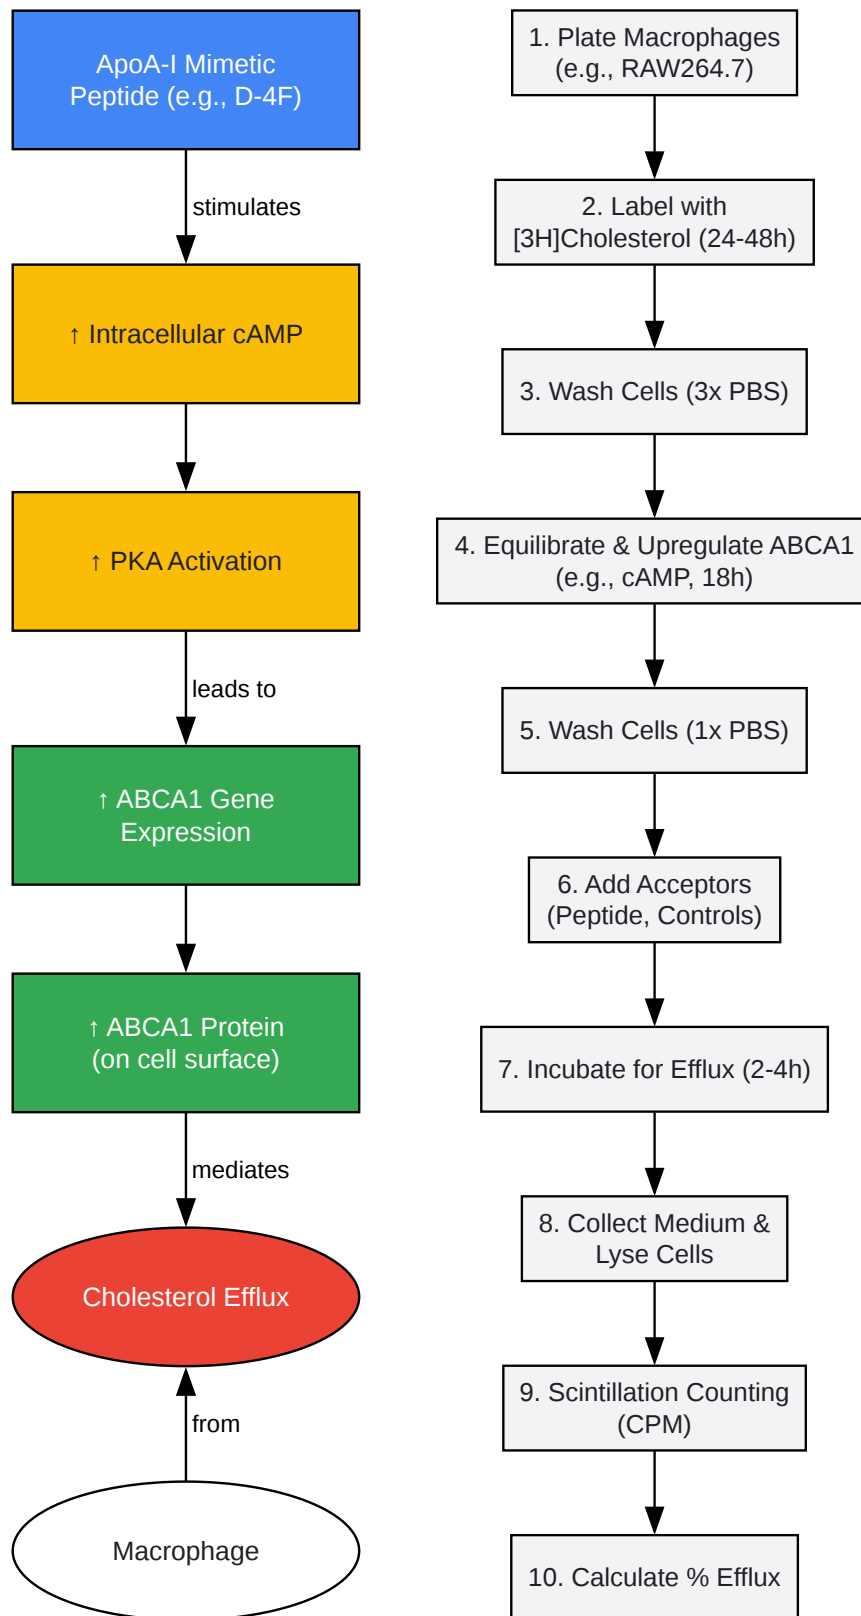 ApoA-I Mimetic
Peptide (e.g., D-4F)
stimulates
↑ Intracellular cAMP
↑ PKA Activation
leads to
↑ ABCA1 Gene
Expression
↑ ABCA1 Protein
(on cell surface)
mediates
Cholesterol Efflux
from
Macrophage
1. Plate Macrophages
(e.g., RAW264.7)
2. Label with
[3H]Cholesterol (24-48h)
3. Wash Cells (3x PBS)
4. Equilibrate & Upregulate ABCA1
(e.g., cAMP, 18h)
5. Wash Cells (1x PBS)
6. Add Acceptors
(Peptide, Controls)
7. Incubate for Efflux (2-4h)
8. Collect Medium &
Lyse Cells
9. Scintillation Counting
(CPM)
10. Calculate % Efflux